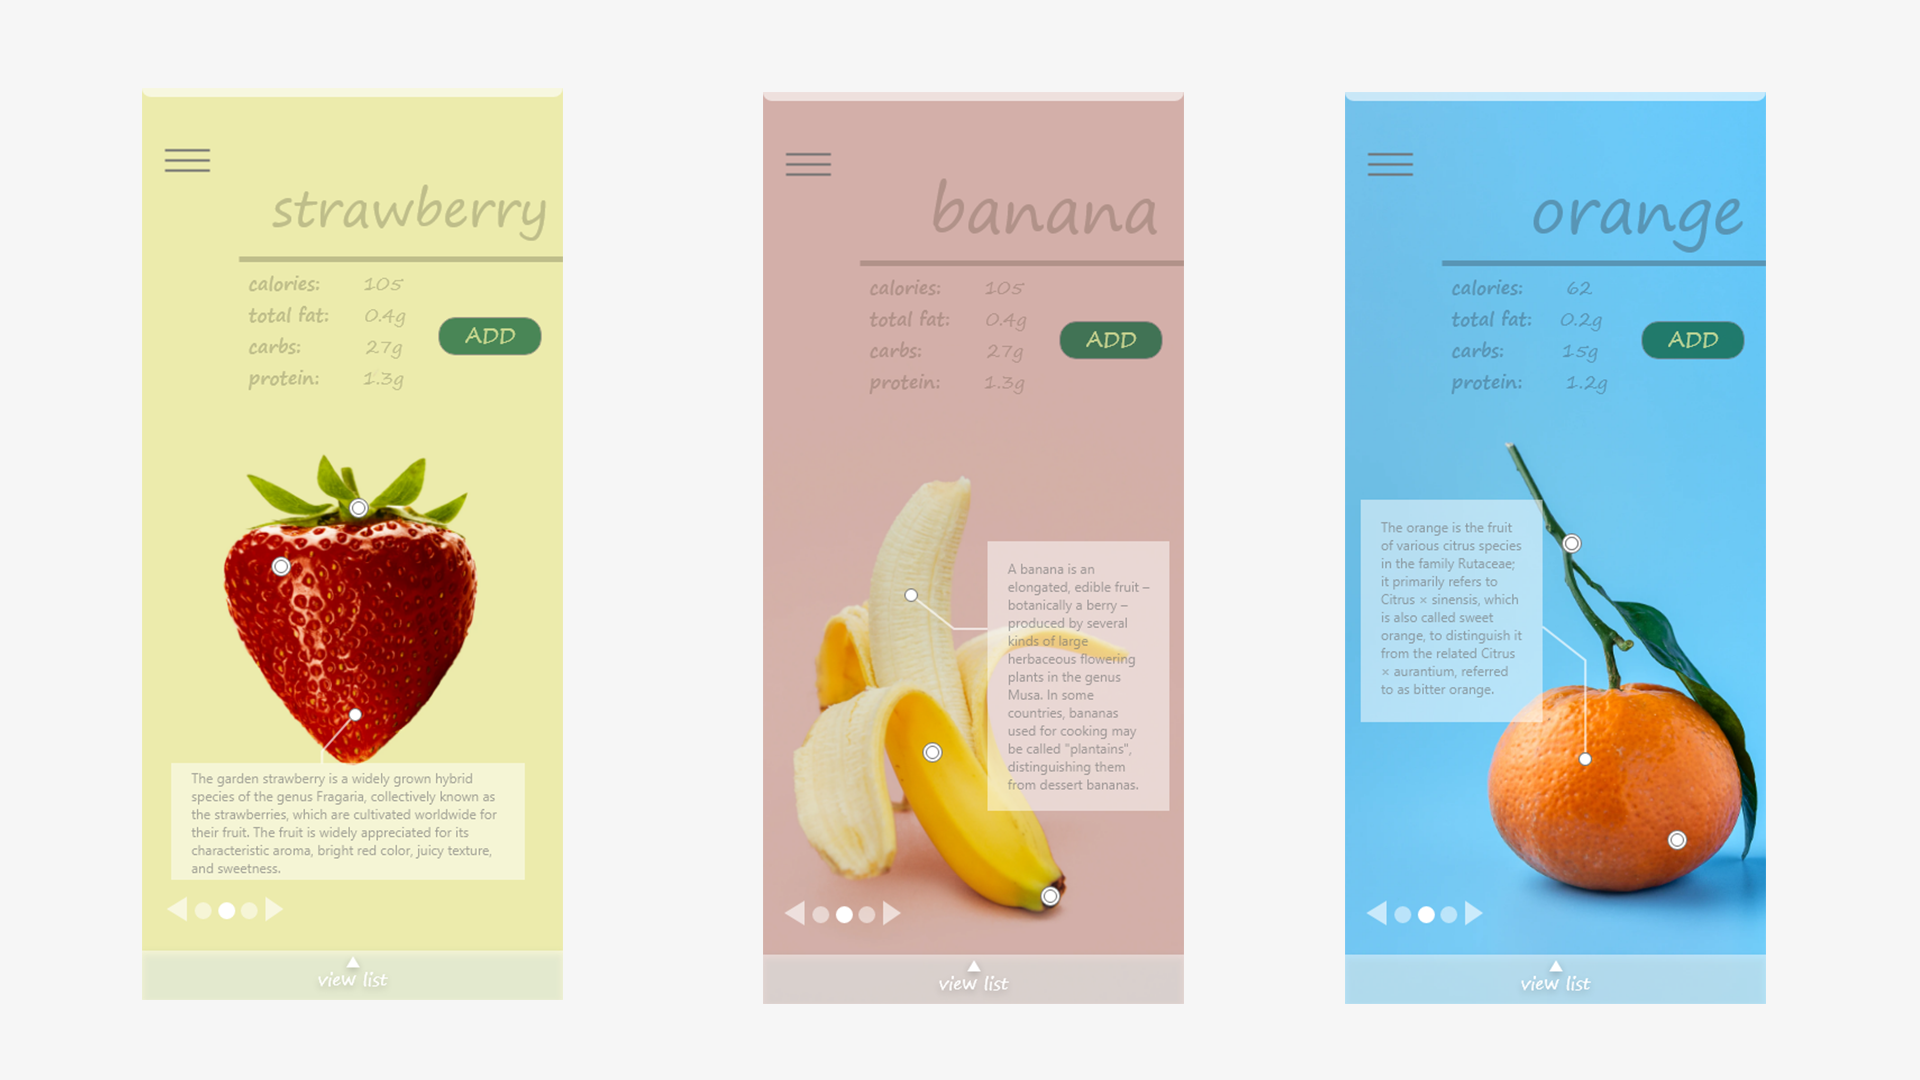 strawberry
calories: 105
total fat: 0.4g
carbs: 27g
protein: 1.3g
ADD
The garden strawberry is a widely grown hybrid
species of the genus Fragaria, collectively known as
the strawberries, which are cultivated worldwide for
their fruit. The fruit is widely appreciated for its
characteristic aroma, bright red color, juicy texture,
and sweetness.
view list
banana
calories: 105
total fat: 0.4g
carbs: 27g
protein: 1.3g
ADD
A banana is an
elongated, edible fruit –
botanically a berry –
produced by several
kinds of large
herbaceous flowering
plants in the genus
Musa. In some
countries, bananas
used for cooking may
be called "plantains",
distinguishing them
from dessert bananas.
view list
orange
calories: 62
total fat: 0.2g
carbs: 15g
protein: 1.2g
ADD
The orange is the fruit
of various citrus species
in the family Rutaceae;
it primarily refers to
Citrus × sinensis, which
is also called sweet
orange, to distinguish it
from the related Citrus
× aurantium, referred
to as bitter orange.
view list